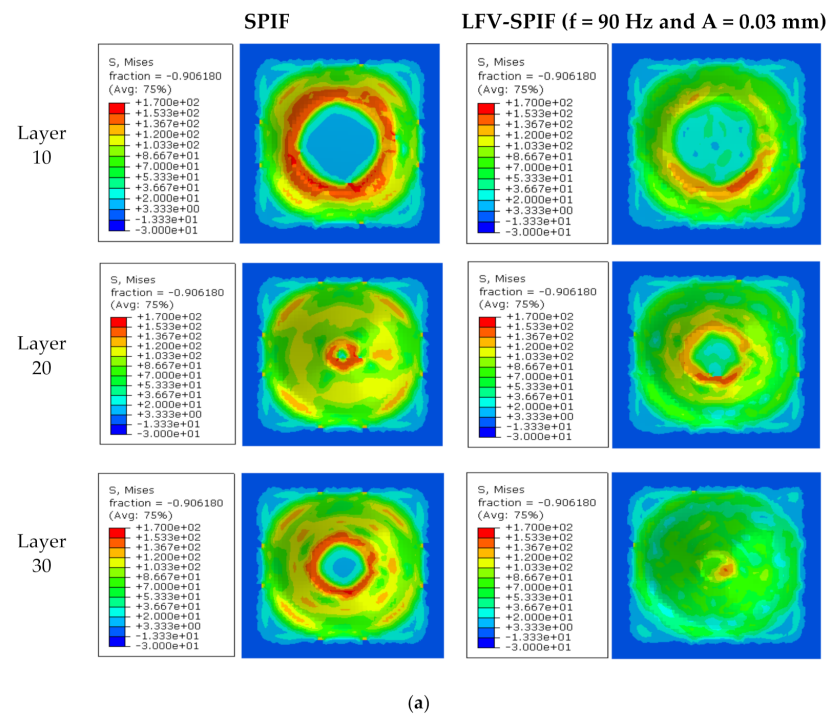 SPIF
LFV-SPIF (f = 90 Hz and A = 0.03 mm)
Layer
10
S, Mises
fraction = -0.906180
(Avg: 75%)
+1.700e+02
+1.533e+02
+1.367e+02
+1.200e+02
+1.033e+02
+8.667e+01
+7.000e+01
+5.333e+01
+3.667e+01
+2.000e+01
+3.333e+00
-1.333e+01
-3.000e+01
S, Mises
fraction = -0.906180
(Avg: 75%)
+1.700e+02
+1.533e+02
+1.367e+02
+1.200e+02
+1.033e+02
+8.667e+01
+7.000e+01
+5.333e+01
+3.667e+01
+2.000e+01
+3.333e+00
-1.333e+01
-3.000e+01
Layer
20
S, Mises
fraction = -0.906180
(Avg: 75%)
+1.700e+02
+1.533e+02
+1.367e+02
+1.200e+02
+1.033e+02
+8.667e+01
+7.000e+01
+5.333e+01
+3.667e+01
+2.000e+01
+3.333e+00
-1.333e+01
-3.000e+01
S, Mises
fraction = -0.906180
(Avg: 75%)
+1.700e+02
+1.533e+02
+1.367e+02
+1.200e+02
+1.033e+02
+8.667e+01
+7.000e+01
+5.333e+01
+3.667e+01
+2.000e+01
+3.333e+00
-1.333e+01
-3.000e+01
Layer
30
S, Mises
fraction = -0.906180
(Avg: 75%)
+1.700e+02
+1.533e+02
+1.367e+02
+1.200e+02
+1.033e+02
+8.667e+01
+7.000e+01
+5.333e+01
+3.667e+01
+2.000e+01
+3.333e+00
-1.333e+01
-3.000e+01
S, Mises
fraction = -0.906180
(Avg: 75%)
+1.700e+02
+1.533e+02
+1.367e+02
+1.200e+02
+1.033e+02
+8.667e+01
+7.000e+01
+5.333e+01
+3.667e+01
+2.000e+01
+3.333e+00
-1.333e+01
-3.000e+01
(a)